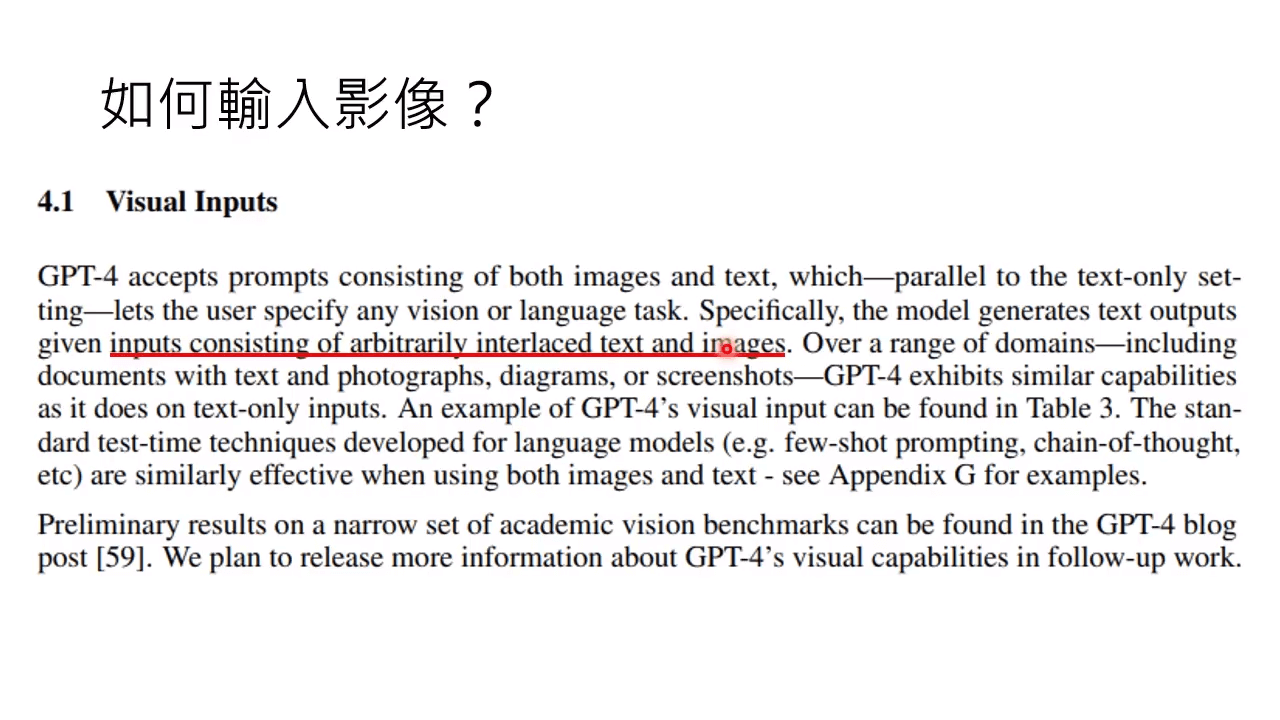 如何輸入影像？
4.1 Visual Inputs
GPT-4 accepts prompts consisting of both images and text, which—parallel to the text-only set-
ting—lets the user specify any vision or language task. Specifically, the model generates text outputs
given inputs consisting of arbitrarily interlaced text and images. Over a range of domains—including
documents with text and photographs, diagrams, or screenshots—GPT-4 exhibits similar capabilities
as it does on text-only inputs. An example of GPT-4’s visual input can be found in Table 3. The stan-
dard test-time techniques developed for language models (e.g. few-shot prompting, chain-of-thought,
etc) are similarly effective when using both images and text - see Appendix G for examples.
Preliminary results on a narrow set of academic vision benchmarks can be found in the GPT-4 blog
post [59]. We plan to release more information about GPT-4’s visual capabilities in follow-up work.